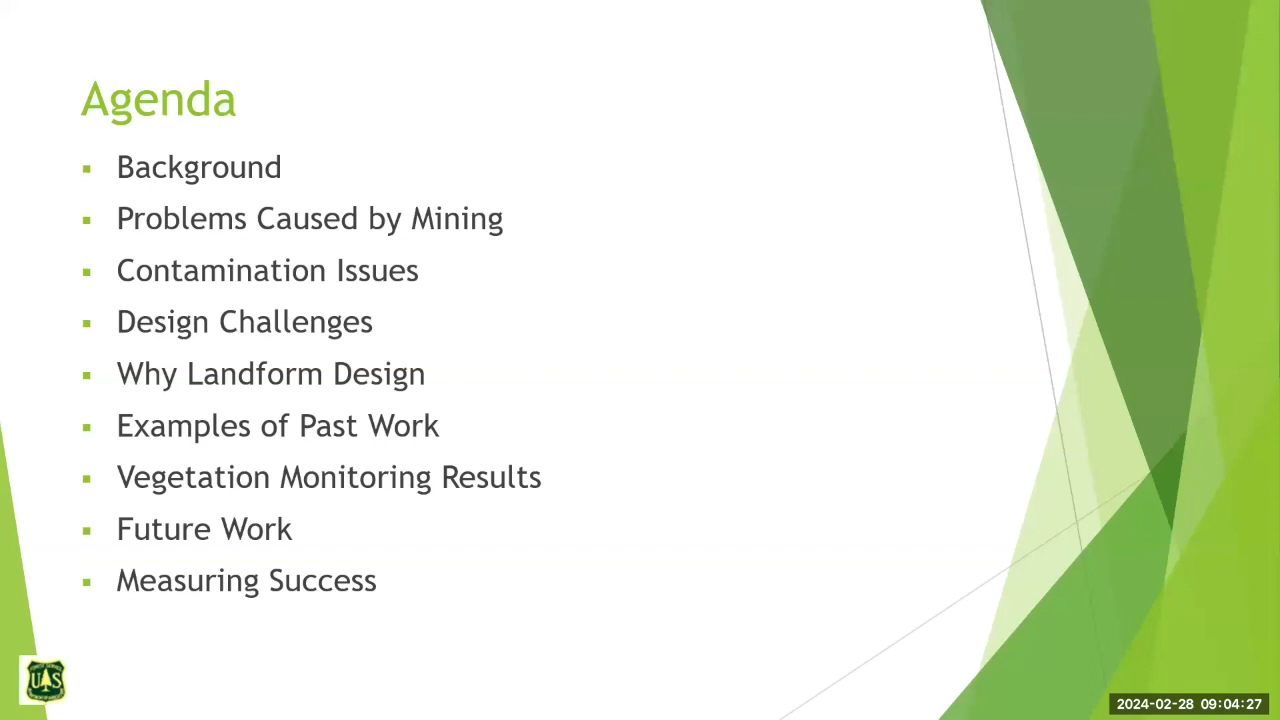 Agenda
Background
Problems Caused by Mining
Contamination Issues
Design Challenges
Why Landform Design
Examples of Past Work
Vegetation Monitoring Results
Future Work
Measuring Success
UAS
2024-02-28 09:04:27